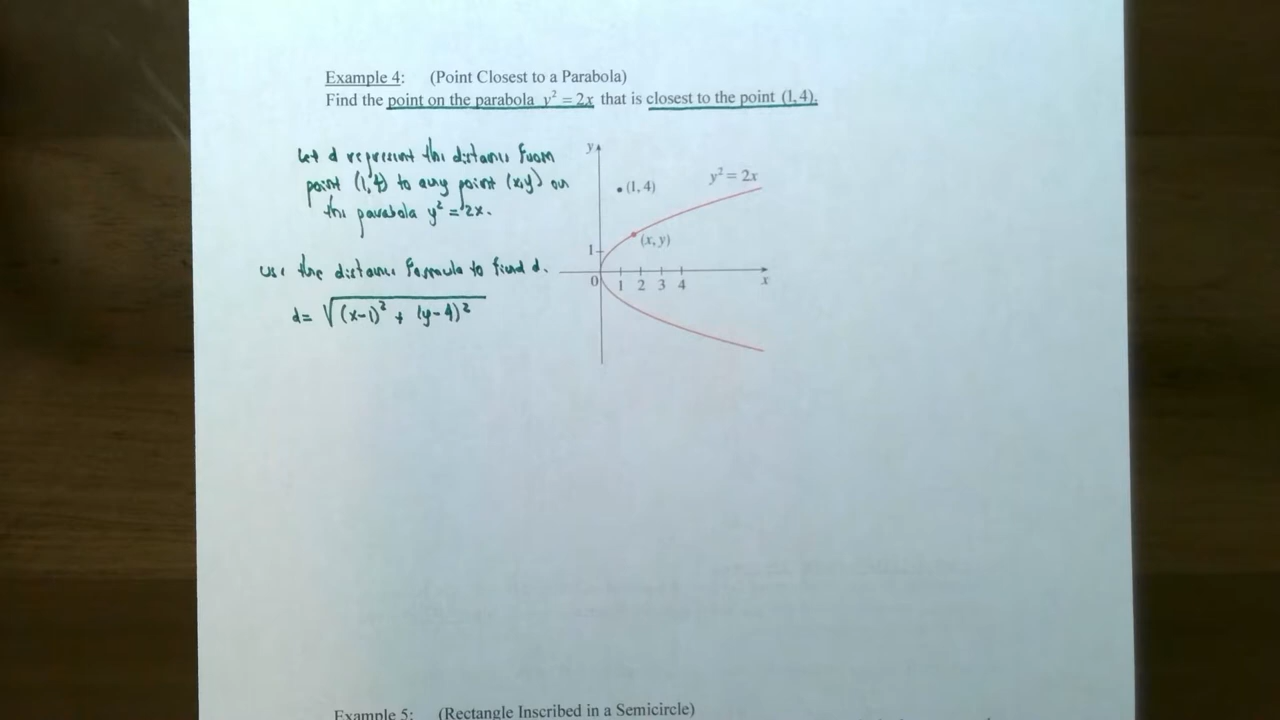 Example 4: (Point Closest to a Parabola)
Find the point on the parabola y² = 2x that is closest to the point (1, 4).
Let d represent the distance from
point (1,4) to any point (x,y) on
the parabola y² = 2x.
use the distance formula to find d.
d = √((x-1)² + (y-4)²)
y
(1, 4)
y² = 2x
(x, y)
1
0 1 2 3 4 x
Example 5: (Rectangle Inscribed in a Semicircle)